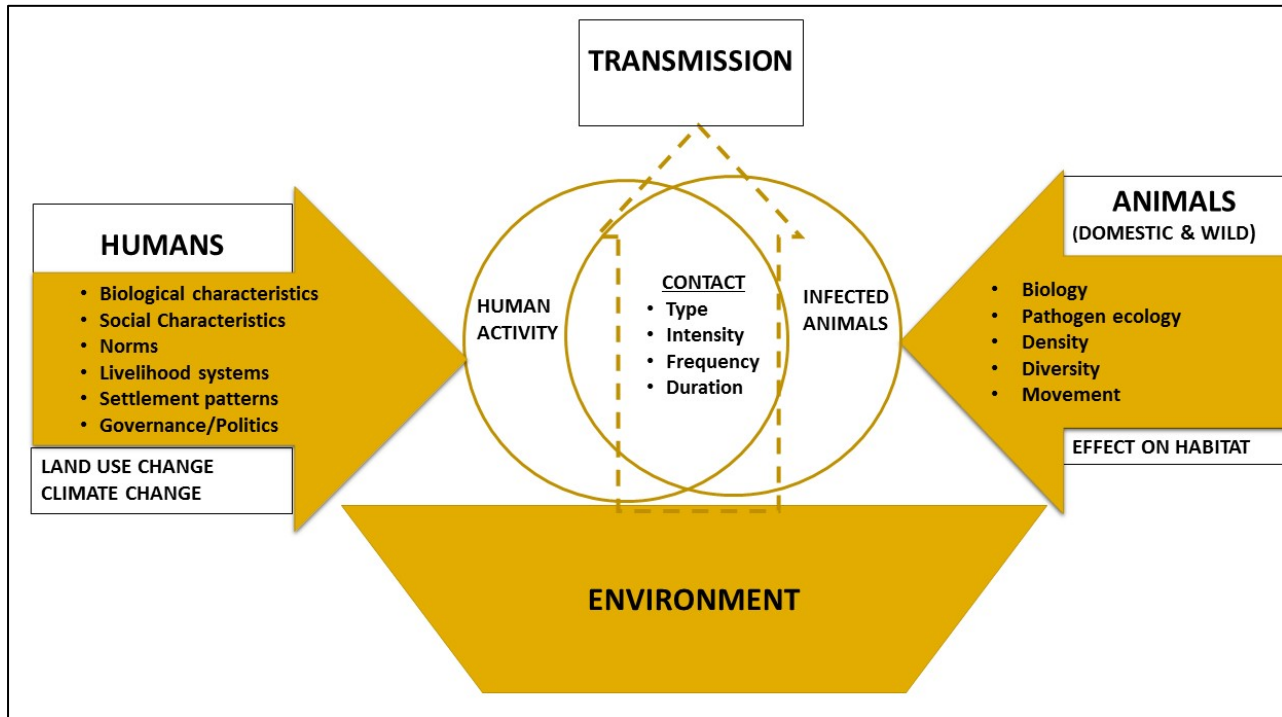 TRANSMISSION
HUMANS
• Biological characteristics
• Social Characteristics
• Norms
• Livelihood systems
• Settlement patterns
• Governance/Politics
LAND USE CHANGE
CLIMATE CHANGE
HUMAN
ACTIVITY
CONTACT
• Type
• Intensity
• Frequency
• Duration
INFECTED
ANIMALS
ANIMALS
(DOMESTIC & WILD)
• Biology
• Pathogen ecology
• Density
• Diversity
• Movement
EFFECT ON HABITAT
ENVIRONMENT